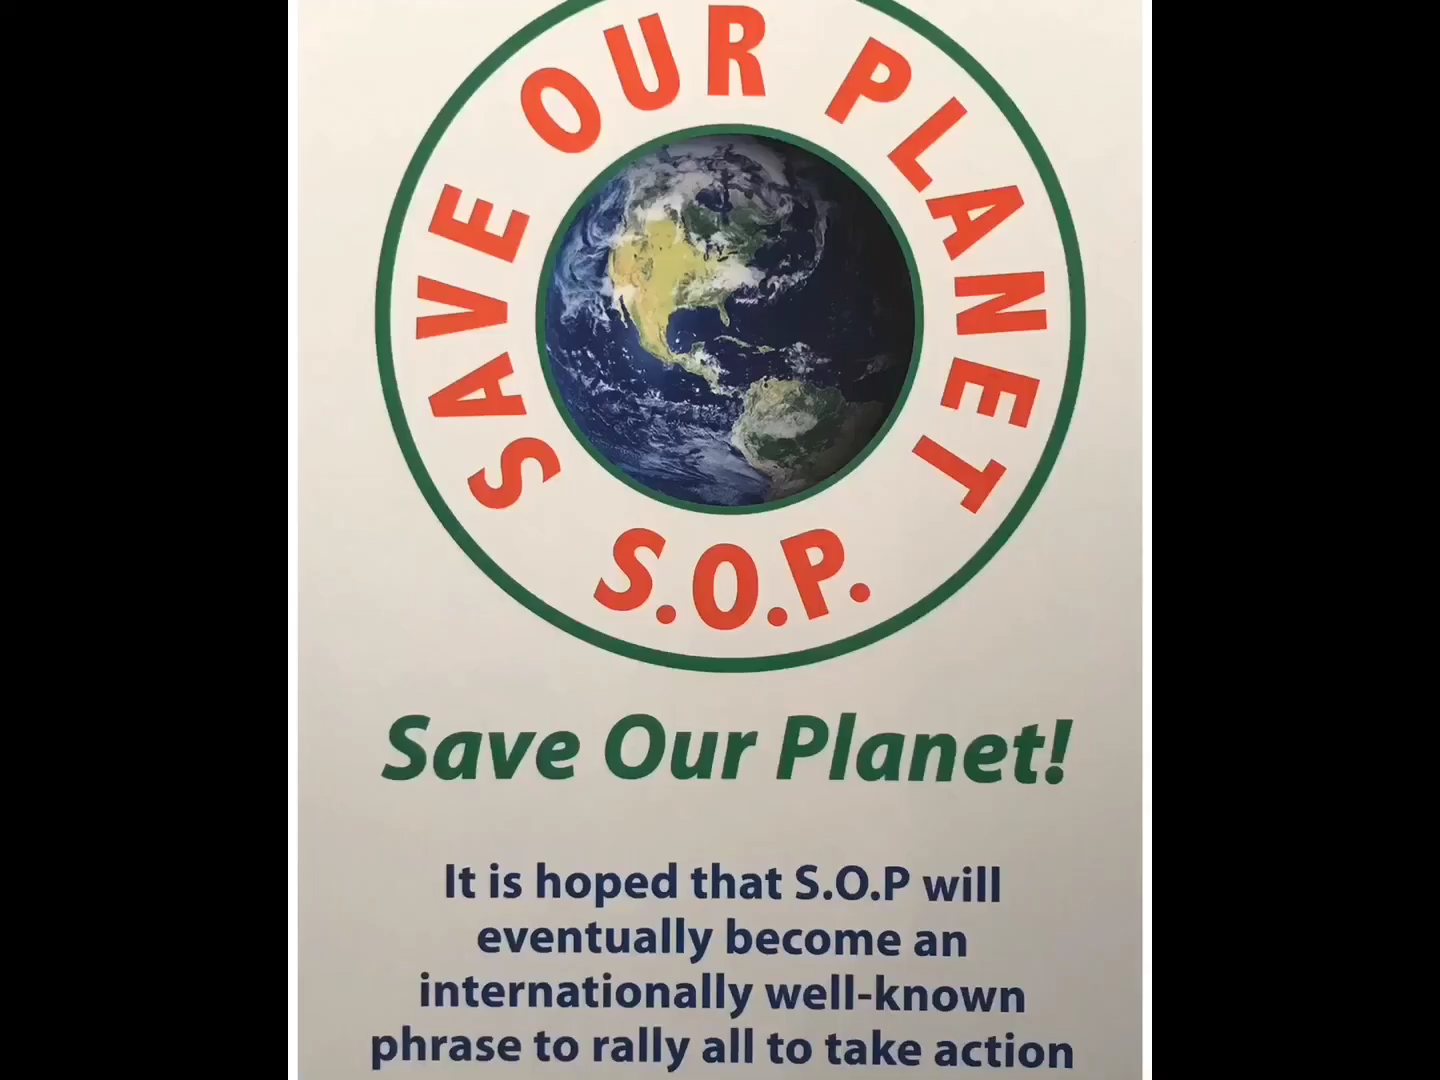 SAVE OUR PLANET
S.O.P.
Save Our Planet!
It is hoped that S.O.P will
eventually become an
internationally well-known
phrase to rally all to take action